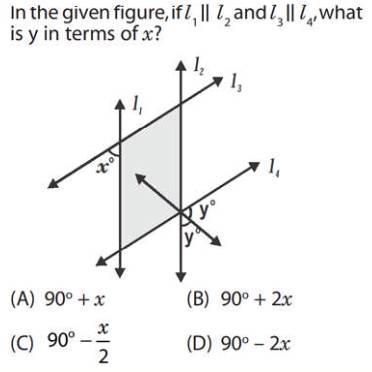 In the given figure, if l₁ || l₂ and l₃ || l₄, what
is y in terms of x?
l₂
l₃
l₁
x°
l₄
y°
y°
(A) 90° + x
(B) 90° + 2x
(C) 90° – x/2
(D) 90° – 2x